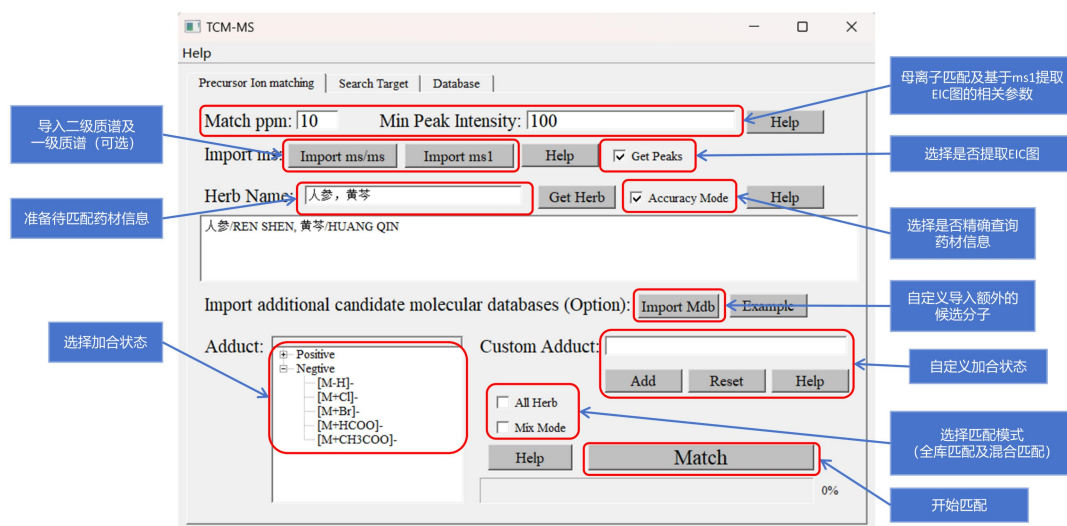 TCM-MS
Help
Precursor Ion matching
Search Target
Database
母离子匹配及基于ms1提取
EIC图的相关参数
导入二级质谱及
一级质谱（可选）
Match ppm: 10
Min Peak Intensity: 100
Help
Import ms:
Import ms/ms
Import ms1
Help
Get Peaks
选择是否提取EIC图
准备待匹配药材信息
Herb Name:
人参，黄芩
Get Herb
Accuracy Mode
Help
人参/REN SHEN, 黄芩/HUANG QIN
选择是否精确查询
药材信息
Import additional candidate molecular databases (Option):
Import Mdb
Example
自定义导入额外的
候选分子
选择加合状态
Adduct:
Positive
Negtive
[M-H]-
[M+Cl]-
[M+Br]-
[M+HCOO]-
[M+CH3COO]-
Custom Adduct:
Add
Reset
Help
自定义加合状态
All Herb
Mix Mode
选择匹配模式
（全库匹配及混合匹配）
Help
Match
0%
开始匹配